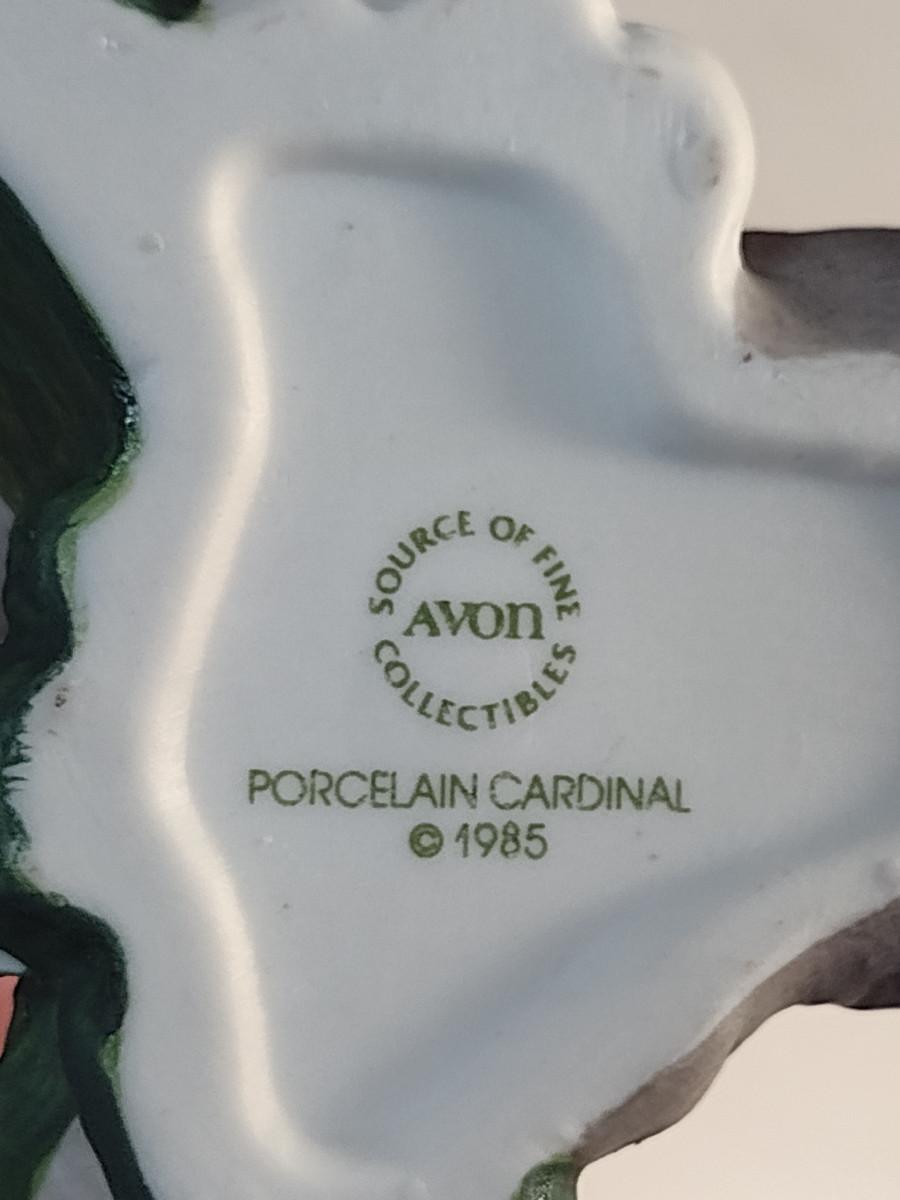 SOURCE OF FINE
AVON
COLLECTIBLES
PORCELAIN CARDINAL
© 1985